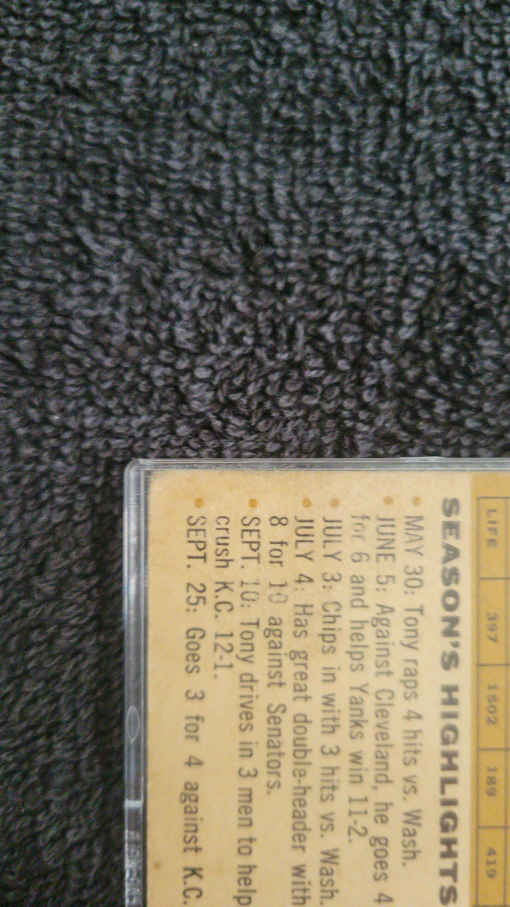 LIFE 397 1602 189 419
SEASON'S HIGHLIGHTS
• MAY 30: Tony raps 4 hits vs. Wash.
• JUNE 5: Against Cleveland, he goes 4
for 6 and helps Yanks win 11-2.
• JULY 3: Chips in with 3 hits vs. Wash.
• JULY 4: Has great double-header with
8 for 10 against Senators.
• SEPT. 10: Tony drives in 3 men to help
crush K.C. 12-1.
• SEPT. 25: Goes 3 for 4 against K.C.